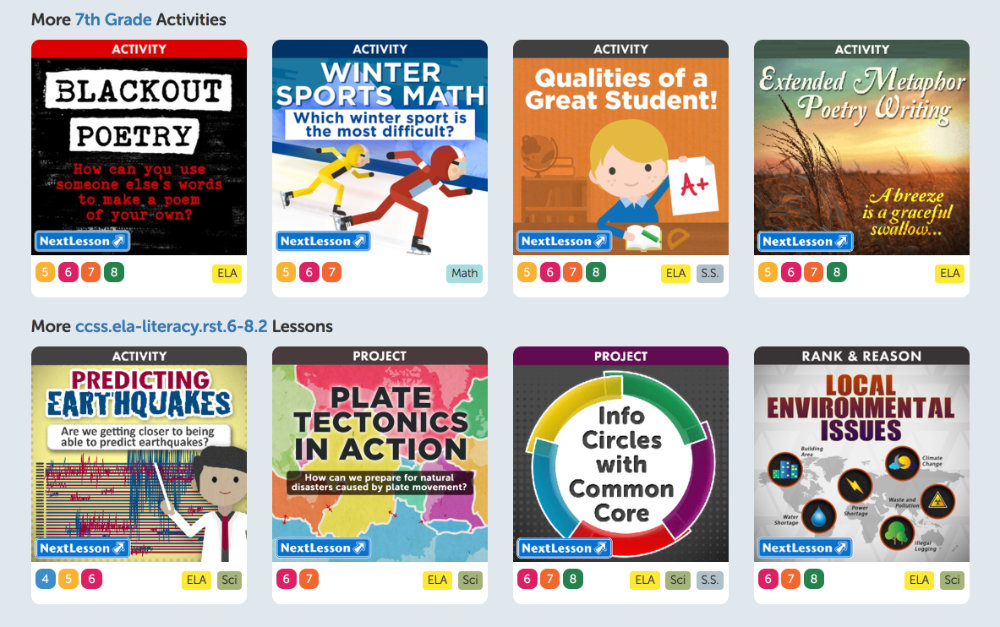 More 7th Grade Activities
ACTIVITY
BLACKOUT
POETRY
How can you use
someone else's words
to make a poem
of your own?
NextLesson
5 6 7 8 ELA
ACTIVITY
WINTER
SPORTS MATH
Which winter sport is
the most difficult?
NextLesson
5 6 7 Math
ACTIVITY
Qualities of a
Great Student!
A+
NextLesson
5 6 7 8 ELA S.S.
ACTIVITY
Extended Metaphor
Poetry Writing
A breeze
is a graceful
swallow...
NextLesson
5 6 7 8 ELA
More ccss.ela-literacy.rst.6-8.2 Lessons
ACTIVITY
PREDICTING
EARTHQUAKES
Are we getting closer to being
able to predict earthquakes?
NextLesson
4 5 6 ELA Sci
PROJECT
PLATE
TECTONICS
IN ACTION
How can we prepare for natural
disasters caused by plate movement?
NextLesson
6 7 ELA Sci
PROJECT
Info
Circles
with
Common
Core
NextLesson
6 7 8 ELA Sci S.S.
RANK & REASON
LOCAL
ENVIRONMENTAL
ISSUES
Building
Area
Climate
Change
Power
Shortage
Waste and
Pollution
Water
Shortage
Illegal
Logging
NextLesson
6 7 8 ELA Sci